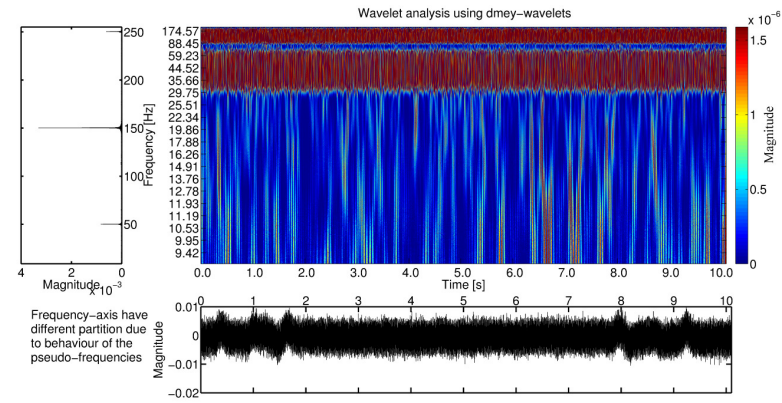 Wavelet analysis using dmey−wavelets
250
200
150
100
50
Frequency [Hz]
4
2
0
Magnitude
x 10⁻³
174.57
88.45
59.23
44.52
35.66
29.75
25.51
22.34
19.86
17.88
16.26
14.91
13.76
12.78
11.93
11.19
10.53
9.95
9.42
0.0 1.0 2.0 3.0 4.0 5.0 6.0 7.0 8.0 9.0 10.0
Time [s]
x 10⁻⁶
1.5
1
0.5
0
Magnitude
Frequency−axis have
different partition due
to behaviour of the
pseudo−frequencies
0 1 2 3 4 5 6 7 8 9 10
0.01
0
−0.01
−0.02
Magnitude